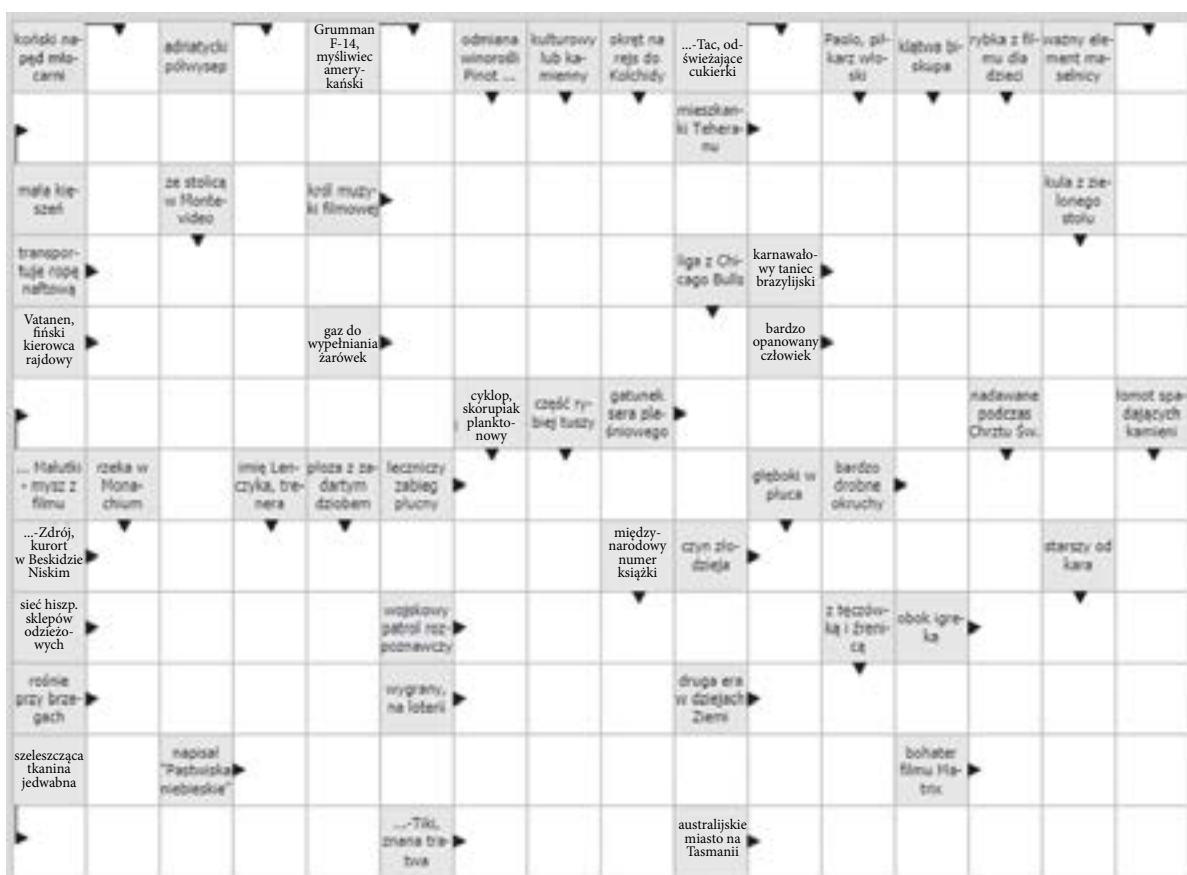 koński na-
pęd mło-
carni
adriatycki
półwysep
Grumman
F-14,
myśliwiec
amery-
kański
odmiana
winorośli
Pinot ...
kulturowy
lub ka-
mienny
okręt na
rejs do
Kolchidy
...-Tac, od-
świeżające
cukierki
Paolo, pił-
karz wło-
ski
klątwa bi-
skupa
rybka z fil-
mu dla
dzieci
ważny ele-
ment ma-
selnicy
mieszkan-
ki Tehera-
nu
mała kie-
szeń
ze stolicą
w Monte-
video
król muzy-
ki filmowej
kula z zie-
lonego
stołu
transpor-
tuje ropę
naftową
liga z Chi-
cago Bulls
karnawało-
wy taniec
brazylijski
Vatanen,
fiński
kierowca
rajdowy
gaz do
wypełniania
żarówek
bardzo
opanowany
człowiek
cyklop,
skorupiak
plankto-
nowy
część ry-
biej tuszy
gatunek
sera ple-
śniowego
nadawane
podczas
Chrztu Św.
łomot spa-
dających
kamieni
... Malutki
- mysz z
filmu
rzeka w
Mona-
chium
imię Len-
czyka, tre-
nera
płoza z za-
dartym
dziobem
leczniczy
zabieg
płucny
głęboki w
płuca
bardzo
drobne
okruchy
...-Zdrój,
kurort
w Beskidzie
Niskim
między-
narodowy
numer
książki
czyn zło-
dzieja
starszy od
kara
sieć hiszp.
sklepów
odzieżo-
wych
wojskowy
patrol roz-
poznawczy
z tęczów-
ką i źreni-
cą
obok igre-
ka
rośnie
przy brze-
gach
wygrany,
na loterii
druga era
w dziejach
Ziemi
szeleszcząca
tkanina
jedwabna
napisał
"Pastwiska
niebieskie"
bohater
filmu Ma-
trix
...-Tiki,
znana tra-
twa
australijskie
miasto na
Tasmanii